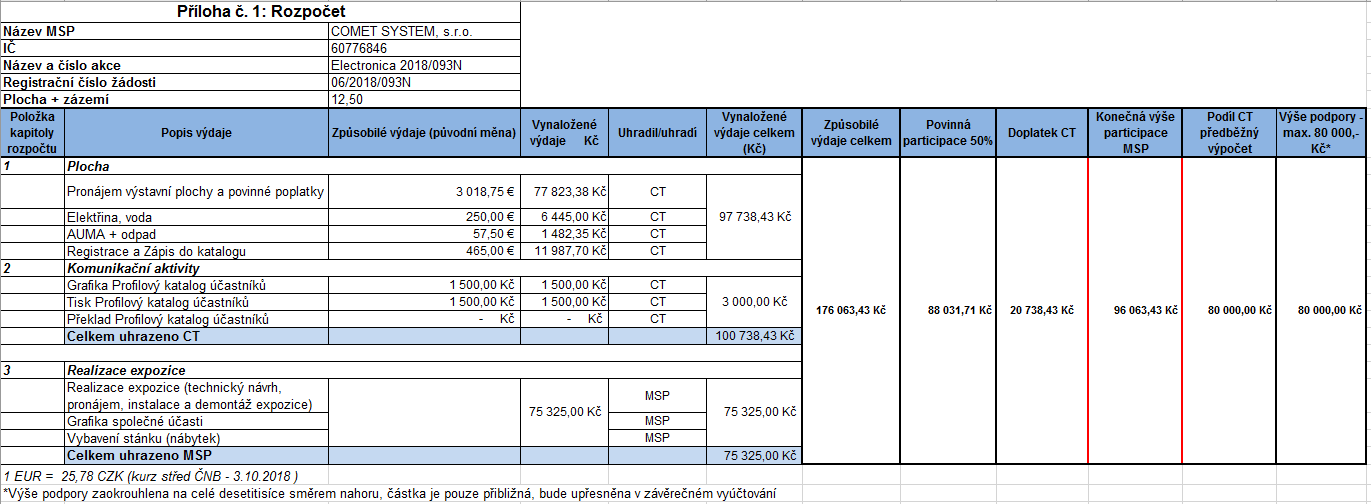 Příloha č. 1: Rozpočet
Název MSP COMET SYSTEM, s.r.o.
IČ 60776846
Název a číslo akce Electronica 2018/093N
Registrační číslo žádosti 06/2018/093N
Plocha + zázemí 12,50
Položka kapitoly rozpočtu Popis výdaje Způsobilé výdaje (původní měna) Vynaložené výdaje Kč Uhradil/uhradí Vynaložené výdaje celkem (Kč) Způsobilé výdaje celkem Povinná participace 50% Doplatek CT Konečná výše participace MSP Podíl CT předběžný výpočet Výše podpory - max. 80 000,- Kč*
1 Plocha
Pronájem výstavní plochy a povinné poplatky 3 018,75 € 77 823,38 Kč CT
Elektřina, voda 250,00 € 6 445,00 Kč CT 97 738,43 Kč
AUMA + odpad 57,50 € 1 482,35 Kč CT
Registrace a Zápis do katalogu 465,00 € 11 987,70 Kč CT
2 Komunikační aktivity
Grafika Profilový katalog účastníků 1 500,00 Kč 1 500,00 Kč CT
Tisk Profilový katalog účastníků 1 500,00 Kč 1 500,00 Kč CT 3 000,00 Kč
176 063,43 Kč 88 031,71 Kč 20 738,43 Kč 96 063,43 Kč 80 000,00 Kč 80 000,00 Kč
Překlad Profilový katalog účastníků - Kč - Kč CT
Celkem uhrazeno CT 100 738,43 Kč
3 Realizace expozice
Realizace expozice (technický návrh,
pronájem, instalace a demontáž expozice) MSP
75 325,00 Kč 75 325,00 Kč
Grafika společné účasti MSP
Vybavení stánku (nábytek) MSP
Celkem uhrazeno MSP 75 325,00 Kč
1 EUR = 25,78 CZK (kurz střed ČNB - 3.10.2018 )
*Výše podpory zaokrouhlena na celé desetitisíce směrem nahoru, částka je pouze přibližná, bude upřesněna v závěrečném vyúčtování